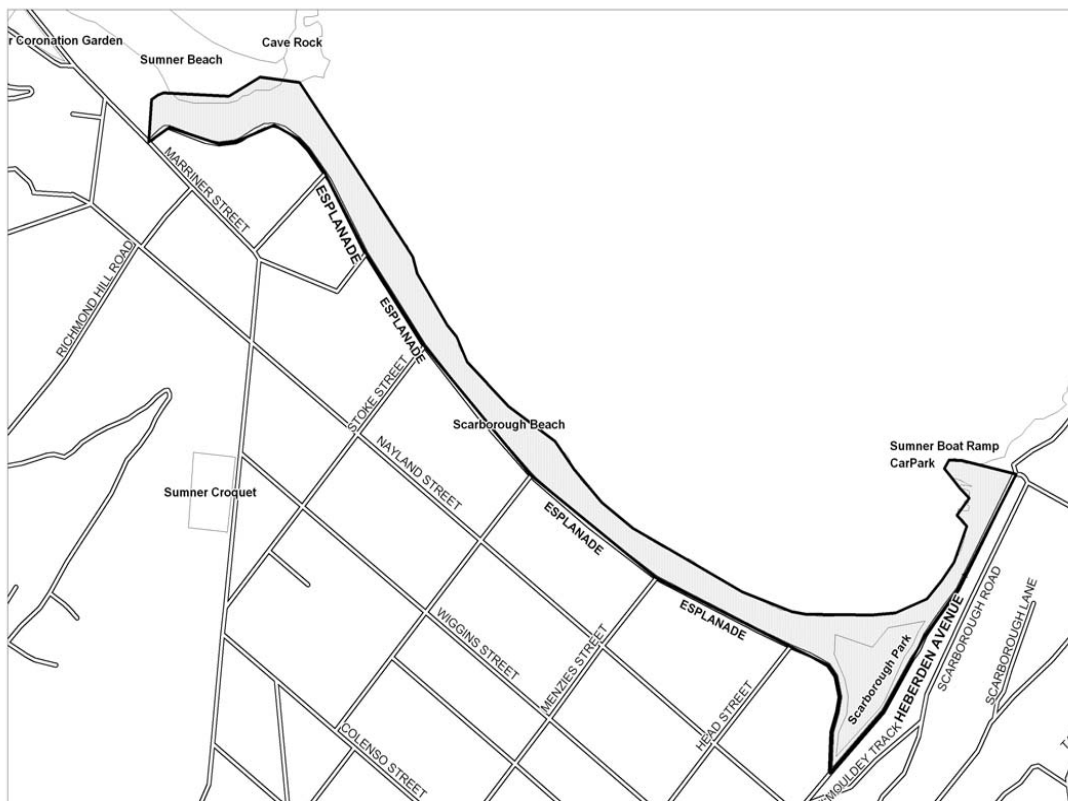 r Coronation Garden
Cave Rock
Sumner Beach
MARRINER STREET
ESPLANADE
RICHMOND HILL ROAD
ESPLANADE
STOKE STREET
Scarborough Beach
Sumner Boat Ramp
CarPark
NAYLAND STREET
Sumner Croquet
ESPLANADE
SCARBOROUGH ROAD
SCARBOROUGH LANE
HEBERDEN AVENUE
ESPLANADE
WIGGINS STREET
MENZIES STREET
Scarborough Park
HEAD STREET
COLENSO STREET
MOULDEY TRACK